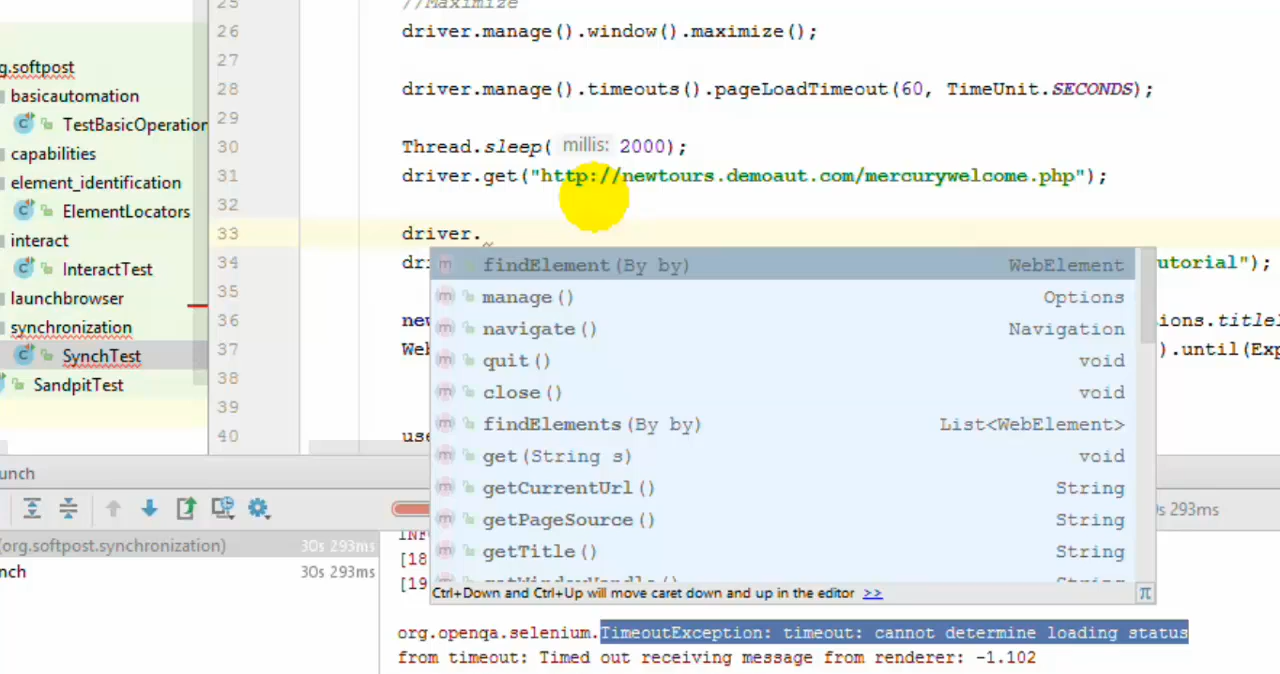 25 //Maximize
26 driver.manage().window().maximize();
27
28 driver.manage().timeouts().pageLoadTimeout(60, TimeUnit.SECONDS);
29
30 Thread.sleep( millis: 2000);
31 driver.get("http://newtours.demoaut.com/mercurywelcome.php");
32
33 driver.
34 utorial");
35
36 ions.
37 ).until(
38
39
40
g.softpost
basicautomation
TestBasicOperation
capabilities
element_identification
ElementLocators
interact
InteractTest
launchbrowser
synchronization
SynchTest
SandpitTest
findElement(By by) WebElement
manage() Options
navigate() Navigation
quit() void
close() void
findElements(By by) List<WebElement>
get(String s) void
getCurrentUrl() String
getPageSource() String
getTitle() String
Ctrl+Down and Ctrl+Up will move caret down and up in the editor >>
π
unch
s 293ms
(org.softpost.synchronization) 30s 293ms
nch 30s 293ms
[18
[19
org.openqa.selenium.TimeoutException: timeout: cannot determine loading status
from timeout: Timed out receiving message from renderer: -1.102